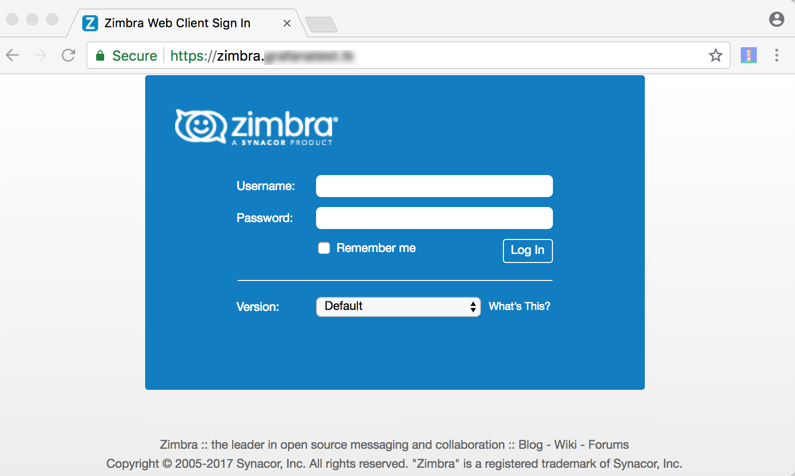 Zimbra Web Client Sign In
Secure https://zimbra.
zimbra®
A SYNACOR PRODUCT
Username:
Password:
Remember me
Log In
Version:
Default
What's This?
Zimbra :: the leader in open source messaging and collaboration :: Blog - Wiki - Forums
Copyright © 2005-2017 Synacor, Inc. All rights reserved. "Zimbra" is a registered trademark of Synacor, Inc.